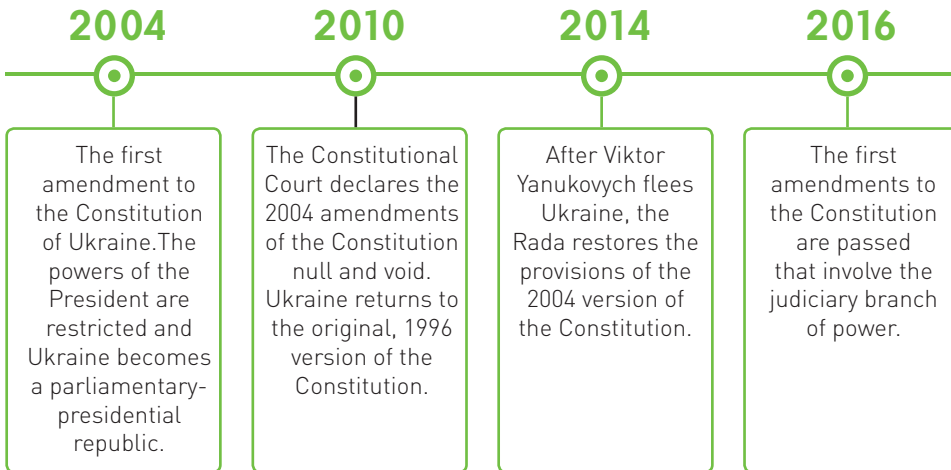 2004
The first
amendment to
the Constitution
of Ukraine.The
powers of the
President are
restricted and
Ukraine becomes
a parliamentary-
presidential
republic.
2010
The Constitutional
Court declares the
2004 amendments
of the Constitution
null and void.
Ukraine returns to
the original, 1996
version of the
Constitution.
2014
After Viktor
Yanukovych flees
Ukraine, the
Rada restores the
provisions of the
2004 version of
the Constitution.
2016
The first
amendments to
the Constitution
are passed
that involve the
judiciary branch
of power.